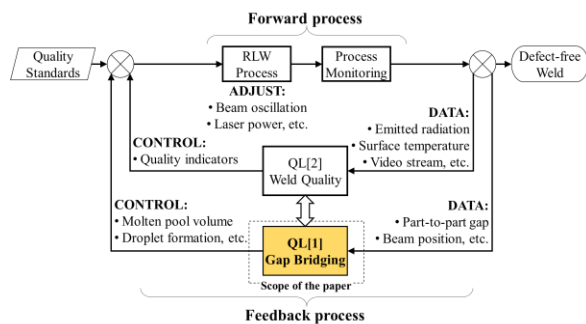 Forward process
Quality
Standards
RLW
Process
Process
Monitoring
Defect-free
Weld
ADJUST:
• Beam oscillation
• Laser power, etc.
DATA:
• Emitted radiation
• Surface temperature
• Video stream, etc.
CONTROL:
• Quality indicators
QL[2]
Weld Quality
CONTROL:
• Molten pool volume
• Droplet formation, etc.
DATA:
• Part-to-part gap
• Beam position, etc.
QL[1]
Gap Bridging
Scope of the paper
Feedback process